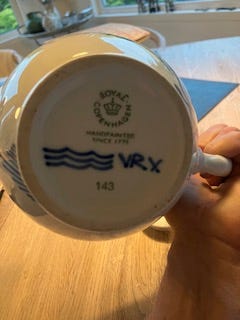 ROYAL
COPENHAGEN
HANDPAINTED
SINCE 1775
VRX
143